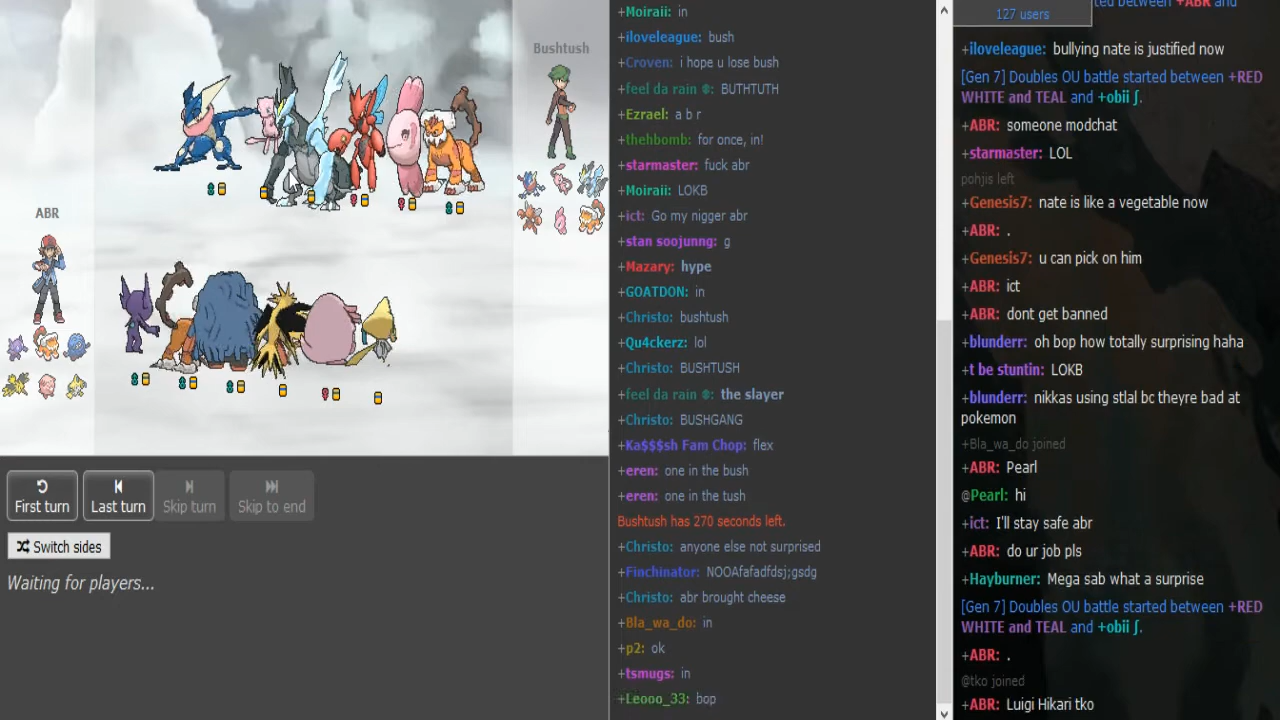 Bushtush
ABR
First turn
Last turn
Skip turn
Skip to end
Switch sides
Waiting for players...
+Moiraii: in
+iloveleague: bush
+Croven: i hope u lose bush
+feel da rain ❄: BUTHTUTH
+Ezrael: a b r
+thehbomb: for once, in!
+starmaster: fuck abr
+Moiraii: LOKB
+ict: Go my nigger abr
+stan soojunng: g
+Mazary: hype
+GOATDON: in
+Christo: bushtush
+Qu4ckerz: lol
+Christo: BUSHTUSH
+feel da rain ❄: the slayer
+Christo: BUSHGANG
+Ka$$$sh Fam Chop: flex
+eren: one in the bush
+eren: one in the tush
Bushtush has 270 seconds left.
+Christo: anyone else not surprised
+Finchinator: NOOAfafadfdsj;gsdg
+Christo: abr brought cheese
+Bla_wa_do: in
+p2: ok
+tsmugs: in
+Leooo_33: bop
127 users
ted between +ABR and
+iloveleague: bullying nate is justified now
[Gen 7] Doubles OU battle started between +RED
WHITE and TEAL and +obii ∫.
+ABR: someone modchat
+starmaster: LOL
pohjis left
+Genesis7: nate is like a vegetable now
+ABR: .
+Genesis7: u can pick on him
+ABR: ict
+ABR: dont get banned
+blunderr: oh bop how totally surprising haha
+t be stuntin: LOKB
+blunderr: nikkas using stlal bc theyre bad at
pokemon
+Bla_wa_do joined
+ABR: Pearl
@Pearl: hi
+ict: I'll stay safe abr
+ABR: do ur job pls
+Hayburner: Mega sab what a surprise
[Gen 7] Doubles OU battle started between +RED
WHITE and TEAL and +obii ∫.
+ABR: .
@tko joined
+ABR: Luigi Hikari tko